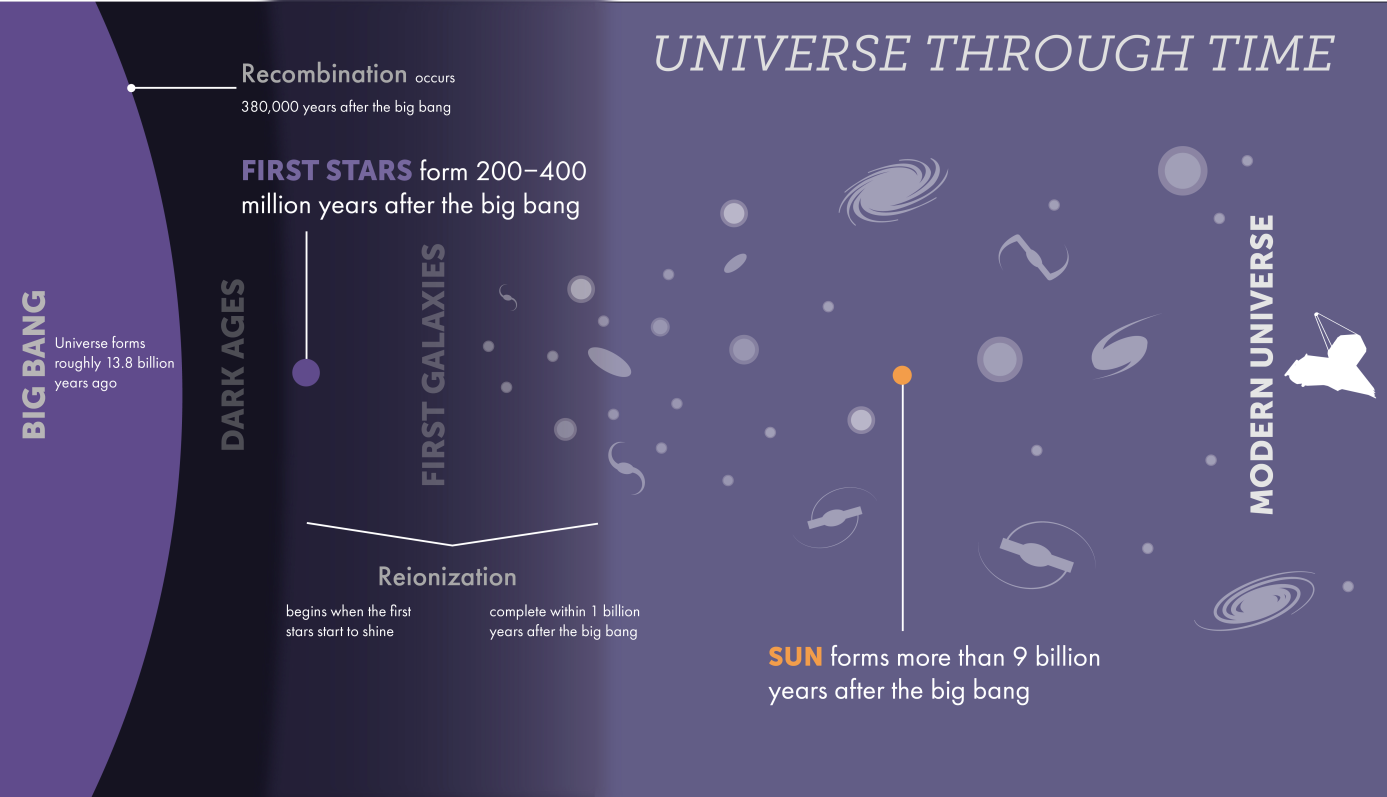 UNIVERSE THROUGH TIME
Recombination occurs
380,000 years after the big bang
FIRST STARS form 200–400
million years after the big bang
BIG BANG
Universe forms
roughly 13.8 billion
years ago
DARK AGES
FIRST GALAXIES
MODERN UNIVERSE
Reionization
begins when the first
stars start to shine
complete within 1 billion
years after the big bang
SUN forms more than 9 billion
years after the big bang